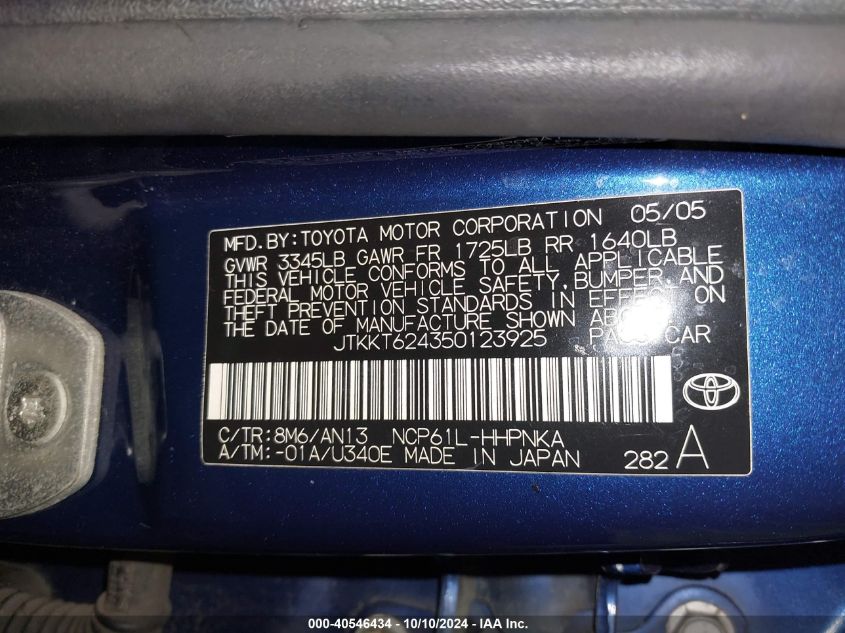 MFD.BY:TOYOTA MOTOR CORPORATION 05/05
GVWR 3345LB GAWR FR 1725LB RR 1640LB
THIS VEHICLE CONFORMS TO ALL APPLICABLE
FEDERAL MOTOR VEHICLE SAFETY,BUMPER,AND
THEFT PREVENTION STANDARDS IN EFFECT ON
THE DATE OF MANUFACTURE SHOWN ABOVE.
JTKKT624350123925 PASS CAR
C/TR:8M6/AN13 NCP61L-HHPNKA
A/TM:-01A/U340E MADE IN JAPAN 282 A
000-40546434 - 10/10/2024 - IAA Inc.